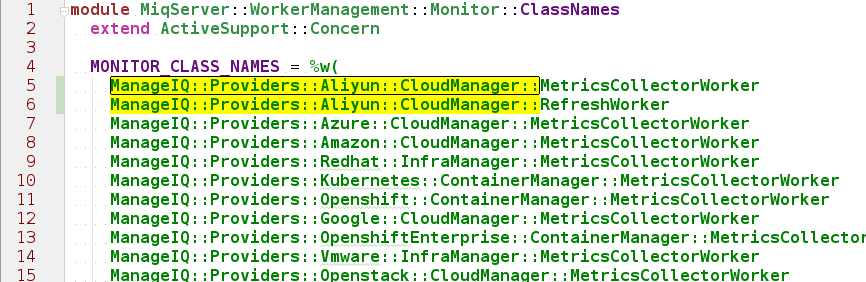 1 module MiqServer::WorkerManagement::Monitor::ClassNames
2 extend ActiveSupport::Concern
3
4 MONITOR_CLASS_NAMES = %w(
5 ManageIQ::Providers::Aliyun::CloudManager::MetricsCollectorWorker
6 ManageIQ::Providers::Aliyun::CloudManager::RefreshWorker
7 ManageIQ::Providers::Azure::CloudManager::MetricsCollectorWorker
8 ManageIQ::Providers::Amazon::CloudManager::MetricsCollectorWorker
9 ManageIQ::Providers::Redhat::InfraManager::MetricsCollectorWorker
10 ManageIQ::Providers::Kubernetes::ContainerManager::MetricsCollectorWorker
11 ManageIQ::Providers::Openshift::ContainerManager::MetricsCollectorWorker
12 ManageIQ::Providers::Google::CloudManager::MetricsCollectorWorker
13 ManageIQ::Providers::OpenshiftEnterprise::ContainerManager::MetricsCollector
14 ManageIQ::Providers::Vmware::InfraManager::MetricsCollectorWorker
15 ManageIQ::Providers::Openstack::CloudManager::MetricsCollectorWorker